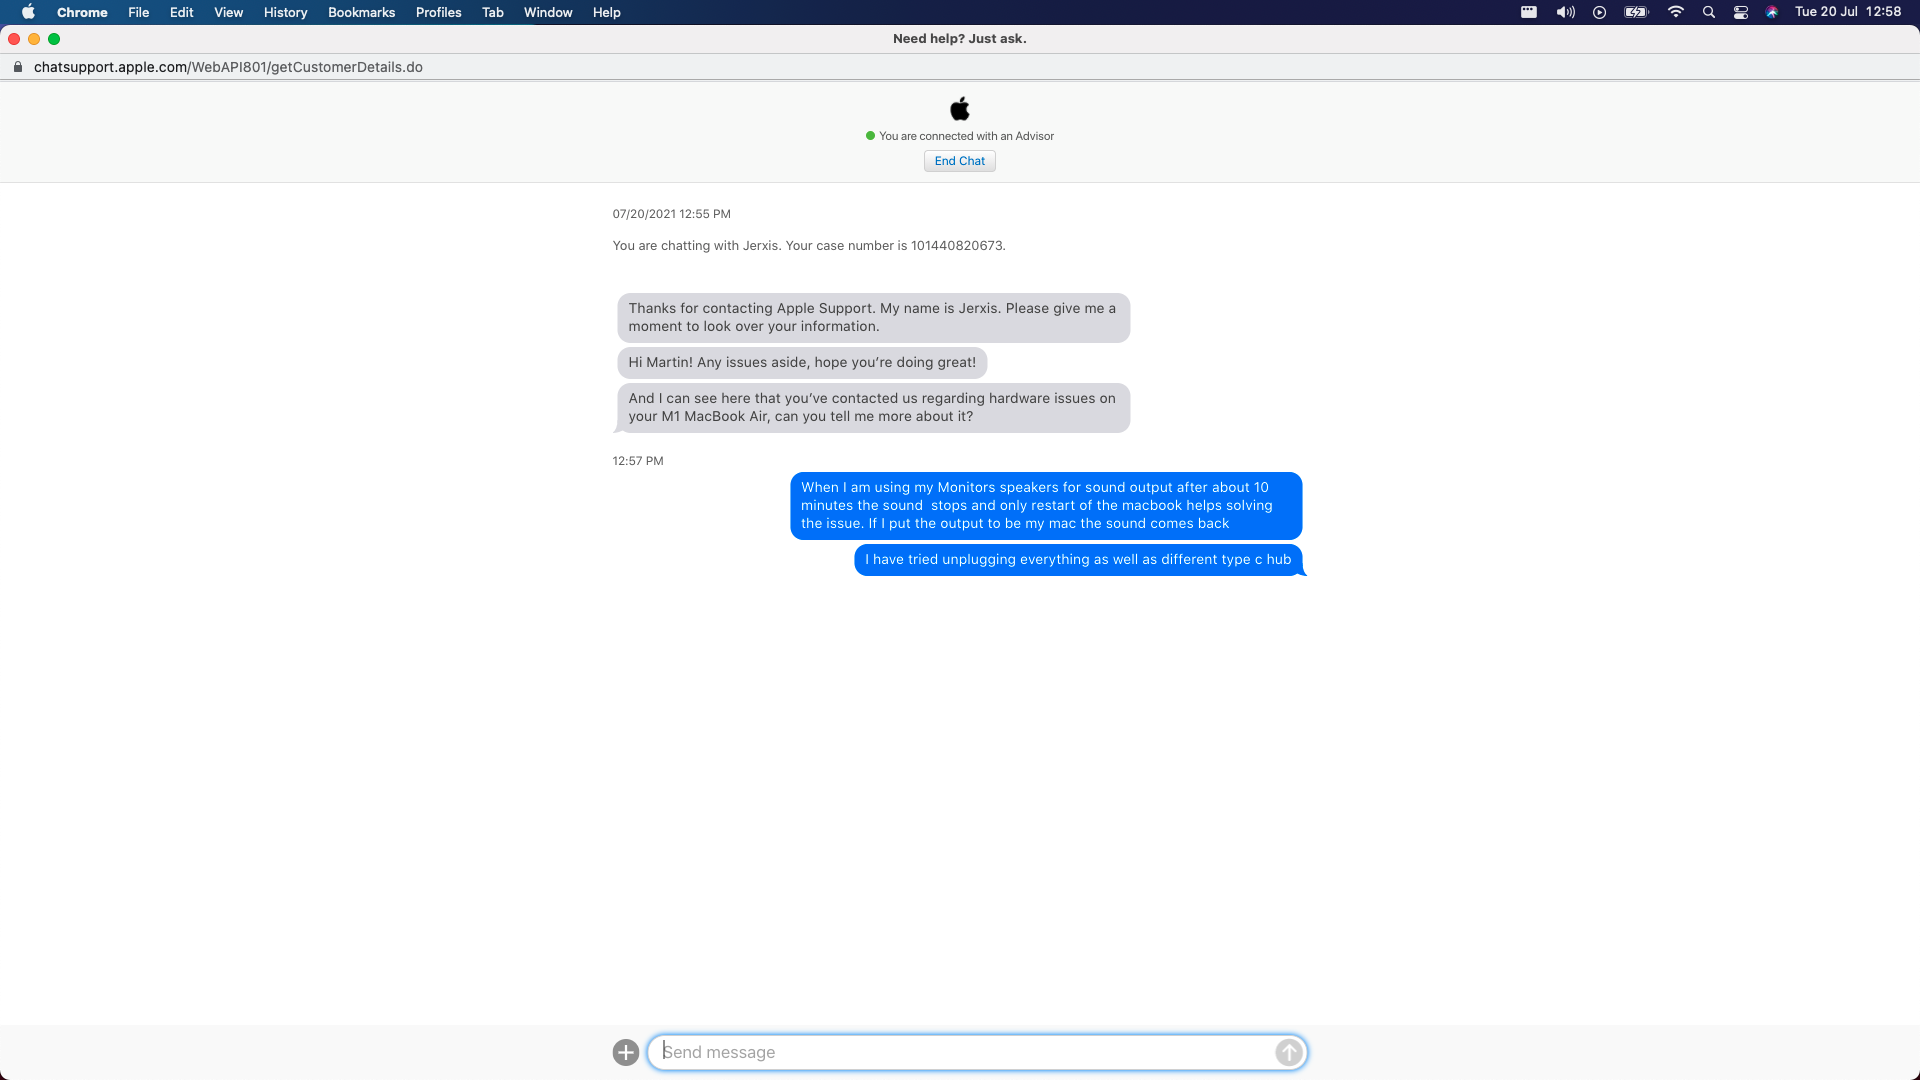 Chrome File Edit View History Bookmarks Profiles Tab Window Help Tue 20 Jul 12:58
Need help? Just ask.
chatsupport.apple.com/WebAPI801/getCustomerDetails.do
You are connected with an Advisor
End Chat
07/20/2021 12:55 PM
You are chatting with Jerxis. Your case number is 101440820673.
Thanks for contacting Apple Support. My name is Jerxis. Please give me a
moment to look over your information.
Hi Martin! Any issues aside, hope you’re doing great!
And I can see here that you’ve contacted us regarding hardware issues on
your M1 MacBook Air, can you tell me more about it?
12:57 PM
When I am using my Monitors speakers for sound output after about 10
minutes the sound  stops and only restart of the macbook helps solving
the issue. If I put the output to be my mac the sound comes back
I have tried unplugging everything as well as different type c hub
Send message